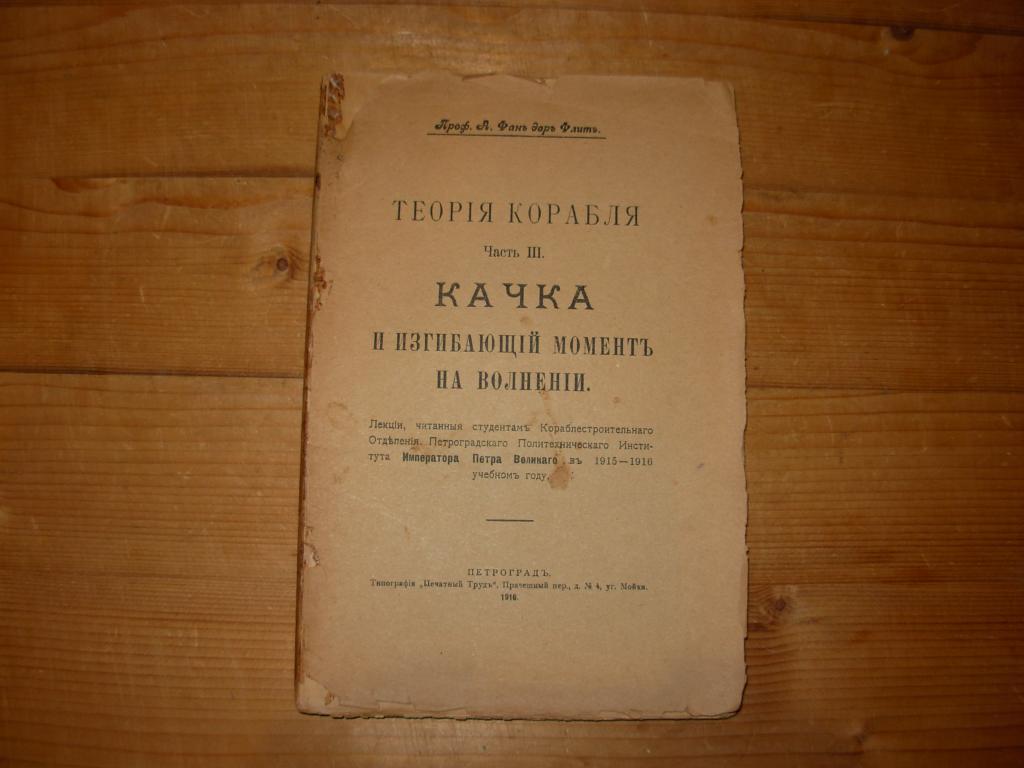 Проф. А. Фанъ деръ Флитъ.
ТЕОРІЯ КОРАБЛЯ
Часть III.
КАЧКА
И ИЗГИБАЮЩІЙ МОМЕНТЪ
НА ВОЛНЕНІИ.
Лекціи, читанныя студентамъ Кораблестроительнаго
Отдѣленія Петроградскаго Политехническаго Инсти-
тута Императора Петра Великаго въ 1915—1916
учебномъ году.
ПЕТРОГРАДЪ.
Типографія „Печатный Трудъ“. Прачешный пер., д. № 4, уг. Мойки.
1916.